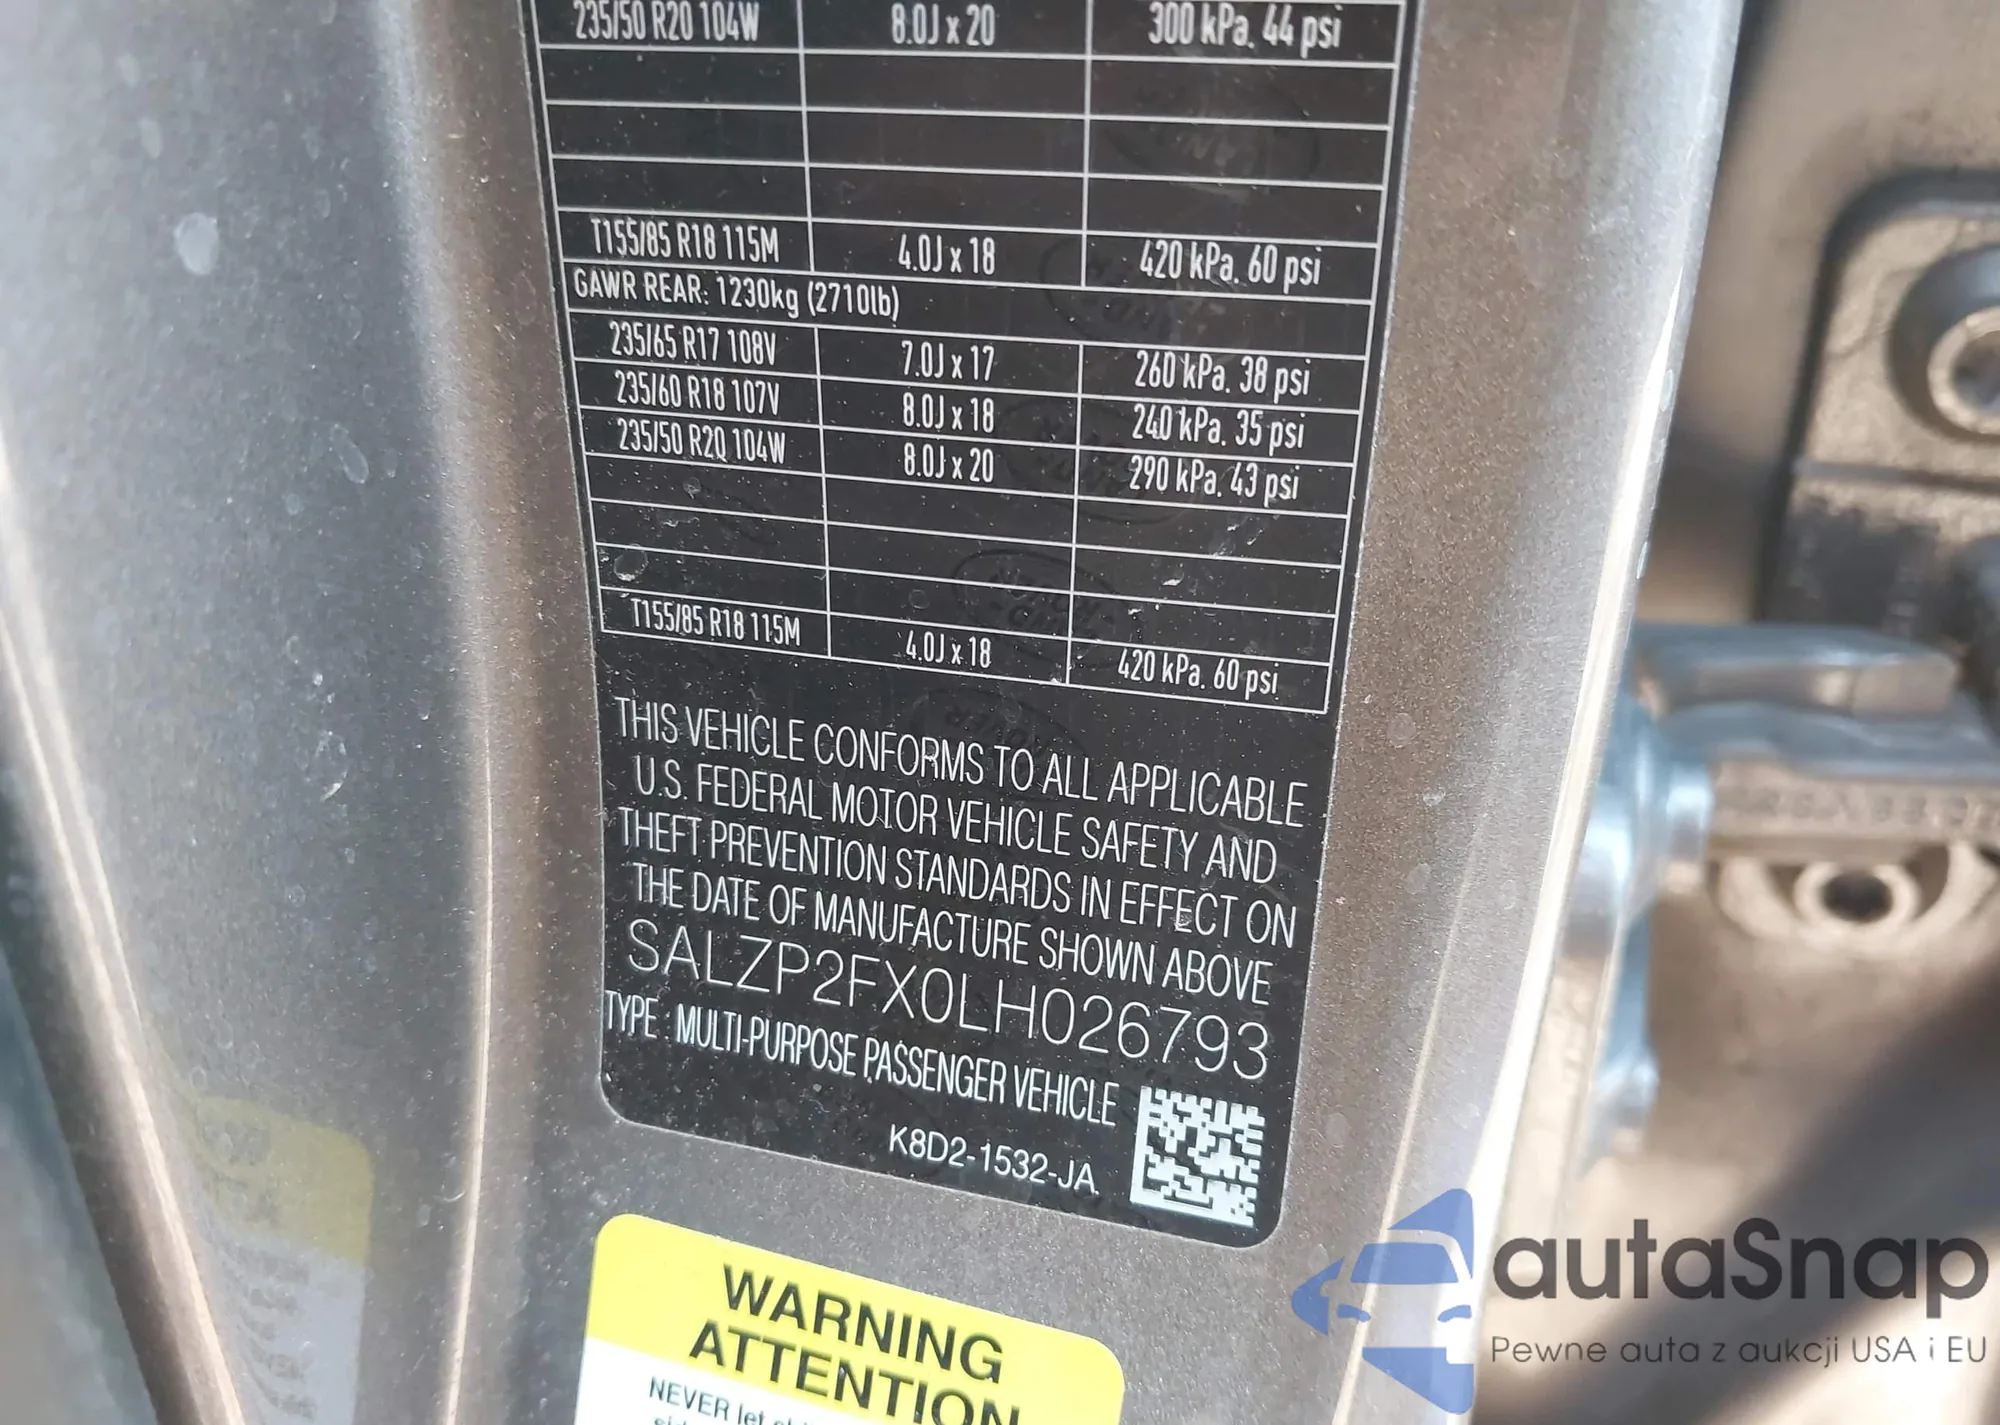 235/50 R20 104W 8.0J x 20 300 kPa. 44 psi
T155/85 R18 115M 4.0J x 18 420 kPa. 60 psi
GAWR REAR: 1230kg (2710lb)
235/65 R17 108V 7.0J x 17 260 kPa. 38 psi
235/60 R18 107V 8.0J x 18 240 kPa. 35 psi
235/50 R20 104W 8.0J x 20 290 kPa. 43 psi
T155/85 R18 115M 4.0J x 18 420 kPa. 60 psi
THIS VEHICLE CONFORMS TO ALL APPLICABLE
U.S. FEDERAL MOTOR VEHICLE SAFETY AND
THEFT PREVENTION STANDARDS IN EFFECT ON
THE DATE OF MANUFACTURE SHOWN ABOVE
SALZP2FX0LH026793
TYPE : MULTI-PURPOSE PASSENGER VEHICLE
K8D2-1532-JA
WARNING
ATTENTION
NEVER let
autaSnap
Pewne auta z aukcji USA i EU